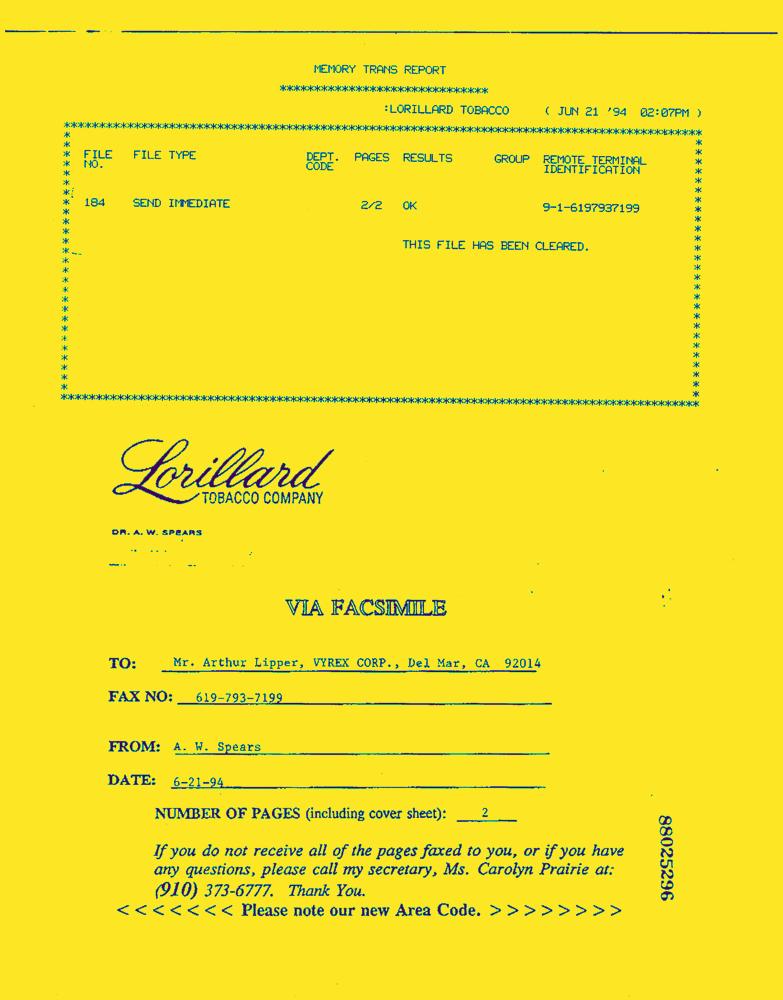 MEMORY TRANS REPORT
******************************
:LORILLARD TOBACCO ( JUN 21 '94 02:07PM )
FILE NO. FILE TYPE DEPT. CODE PAGES RESULTS GROUP REMOTE TERMINAL IDENTIFICATION
184 SEND IMMEDIATE 2/2 OK 9-1-6197937199
THIS FILE HAS BEEN CLEARED.
Lorillard
TOBACCO COMPANY
DR. A. W. SPEARS
VIA FACSIMILE
TO: Mr. Arthur Lipper, VYREX CORP., Del Mar, CA 92014
FAX NO: 619-793-7199
FROM: A. W. Spears
DATE: 6-21-94
NUMBER OF PAGES (including cover sheet): 2
If you do not receive all of the pages faxed to you, or if you have
any questions, please call my secretary, Ms. Carolyn Prairie at:
(910) 373-6777. Thank You.
< < < < < < < Please note our new Area Code. > > > > > > > >
88025296